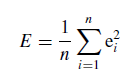 E = \frac{1}{n} \sum_{i=1}^{n} e_i^2